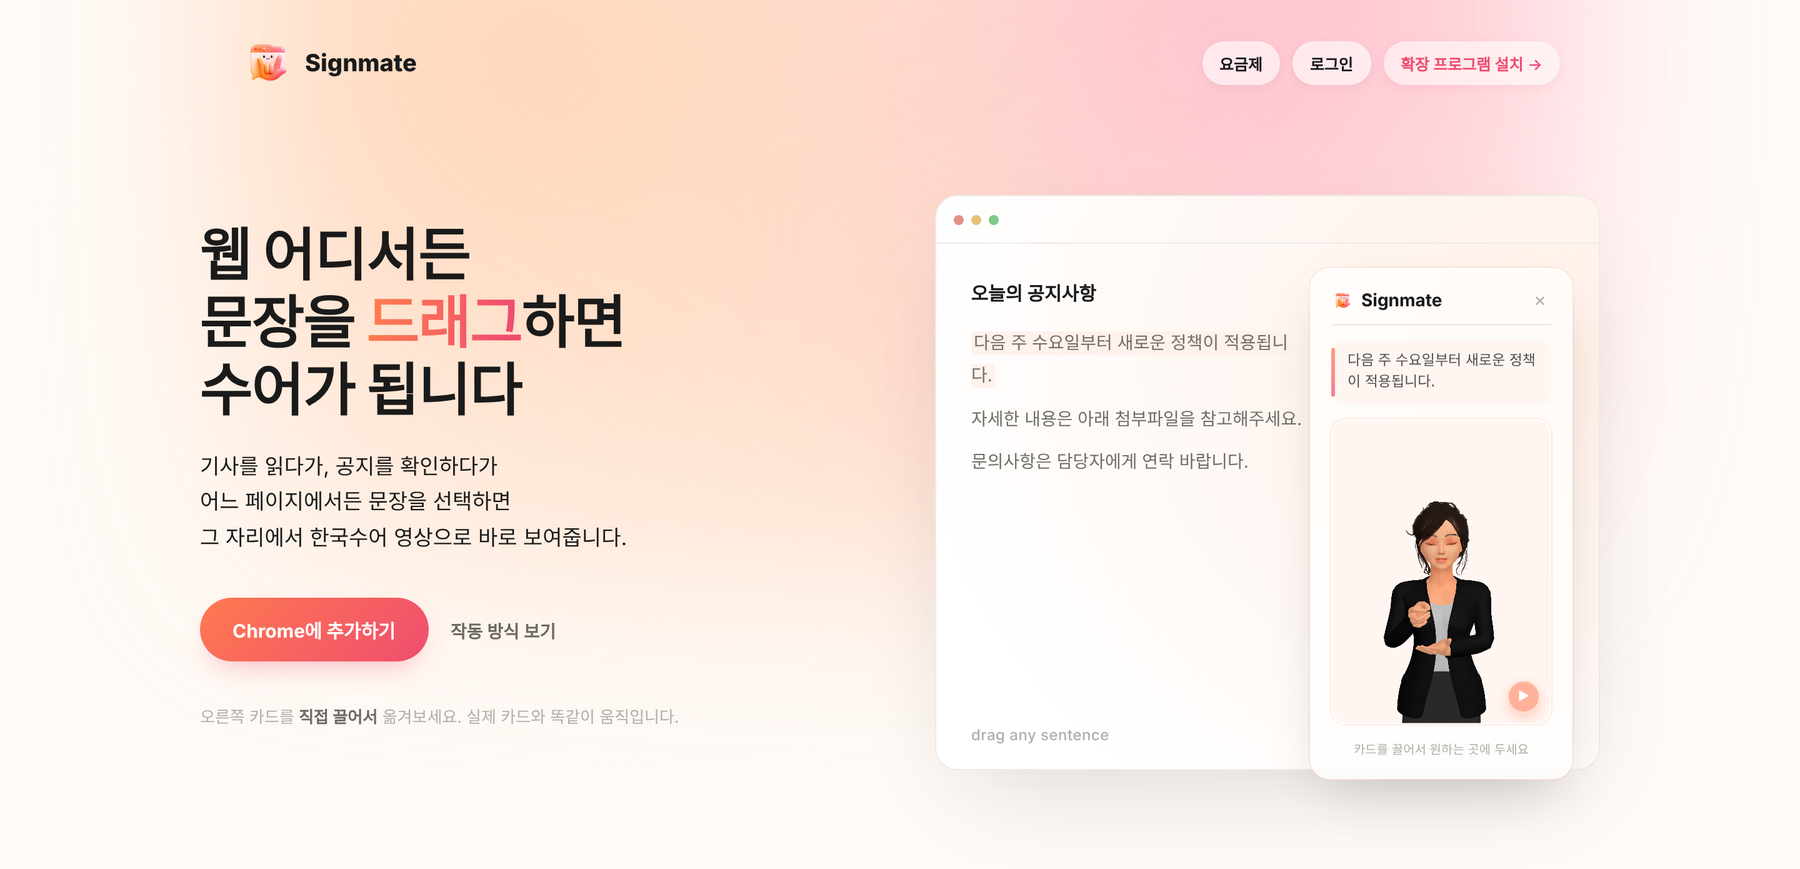 Signmate
요금제
로그인
확장 프로그램 설치 →
웹 어디서든
문장을 드래그하면
수어가 됩니다
기사를 읽다가, 공지를 확인하다가
어느 페이지에서든 문장을 선택하면
그 자리에서 한국수어 영상으로 바로 보여줍니다.
Chrome에 추가하기
작동 방식 보기
오른쪽 카드를 직접 끌어서 옮겨보세요. 실제 카드와 똑같이 움직입니다.
오늘의 공지사항
다음 주 수요일부터 새로운 정책이 적용됩니
다.
자세한 내용은 아래 첨부파일을 참고해주세요.
문의사항은 담당자에게 연락 바랍니다.
drag any sentence
Signmate
×
다음 주 수요일부터 새로운 정책
이 적용됩니다.
카드를 끌어서 원하는 곳에 두세요